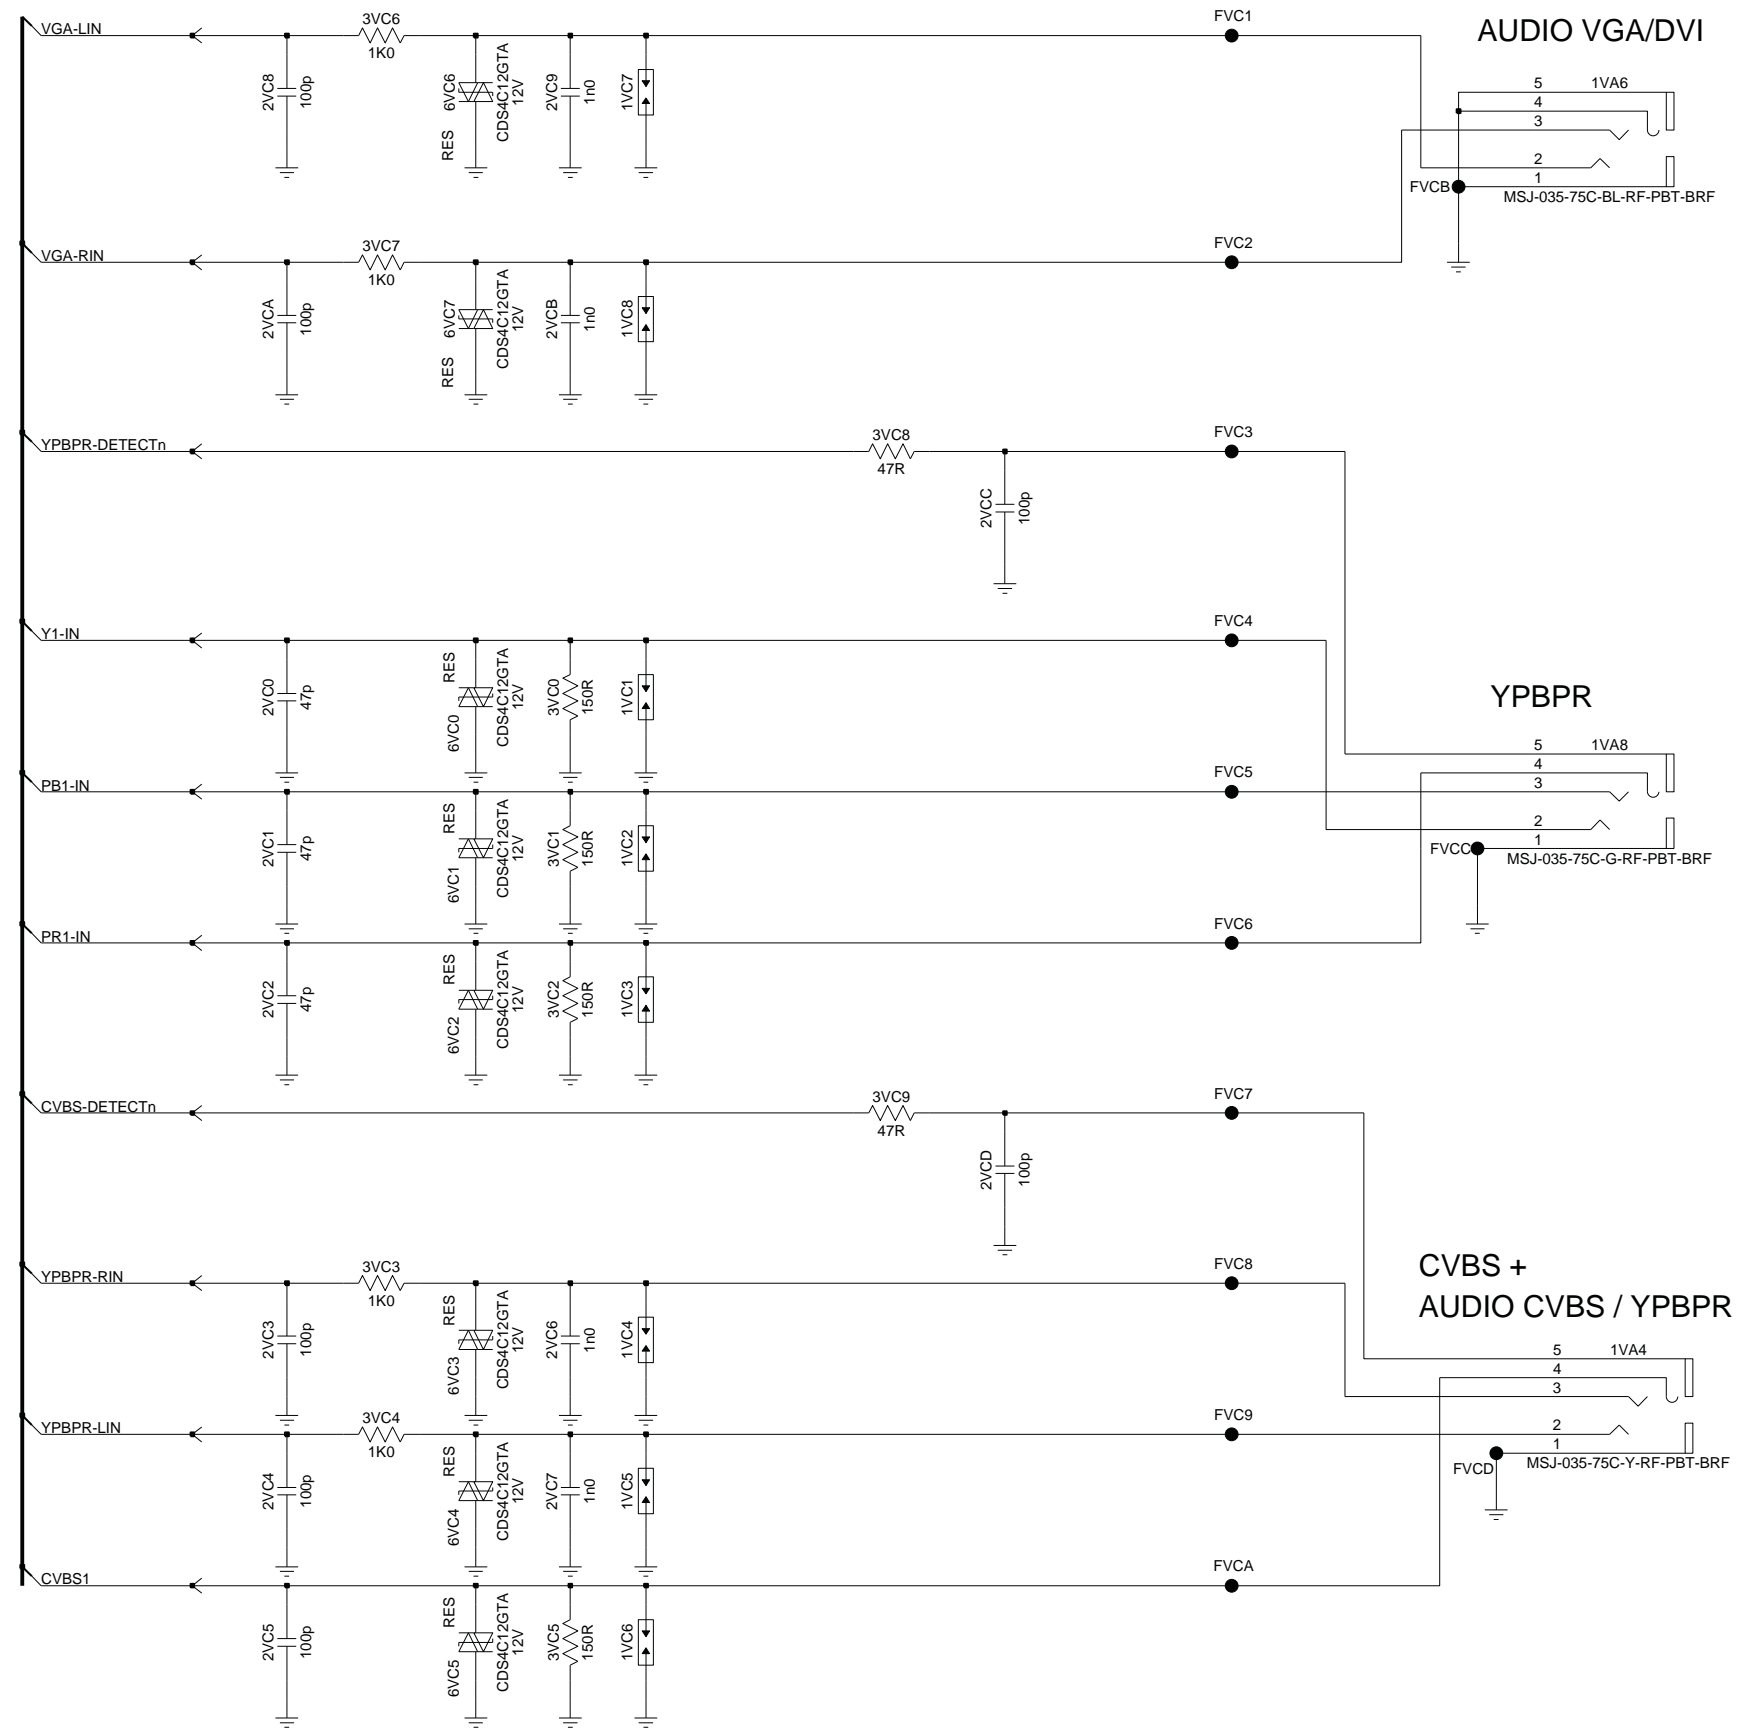 AUDIO VGA/DVI
VGA-LIN
3VC6
1K0
FVC1
2VC8
100p
6VC6
CDS4C12GTA
12V
RES
2VC9
1n0
1VC7
5
1VA6
4
3
2
1
FVCB
MSJ-035-75C-BL-RF-PBT-BRF
VGA-RIN
3VC7
1K0
FVC2
2VCA
100p
6VC7
CDS4C12GTA
12V
RES
2VCB
1n0
1VC8
YPBPR-DETECTn
3VC8
47R
FVC3
2VCC
100p
Y1-IN
FVC4
2VC0
47p
RES
6VC0
CDS4C12GTA
12V
3VC0
150R
1VC1
YPBPR
5
1VA8
4
3
2
1
FVCC
MSJ-035-75C-G-RF-PBT-BRF
PB1-IN
FVC5
2VC1
47p
RES
6VC1
CDS4C12GTA
12V
3VC1
150R
1VC2
PR1-IN
FVC6
2VC2
47p
RES
6VC2
CDS4C12GTA
12V
3VC2
150R
1VC3
CVBS-DETECTn
3VC9
47R
FVC7
2VCD
100p
CVBS +
AUDIO CVBS / YPBPR
YPBPR-RIN
3VC3
1K0
FVC8
2VC3
100p
RES
6VC3
CDS4C12GTA
12V
2VC6
1n0
1VC4
5
1VA4
4
3
2
1
FVCD
MSJ-035-75C-Y-RF-PBT-BRF
YPBPR-LIN
3VC4
1K0
FVC9
2VC4
100p
RES
6VC4
CDS4C12GTA
12V
2VC7
1n0
1VC5
CVBS1
FVCA
2VC5
100p
RES
6VC5
CDS4C12GTA
12V
3VC5
150R
1VC6